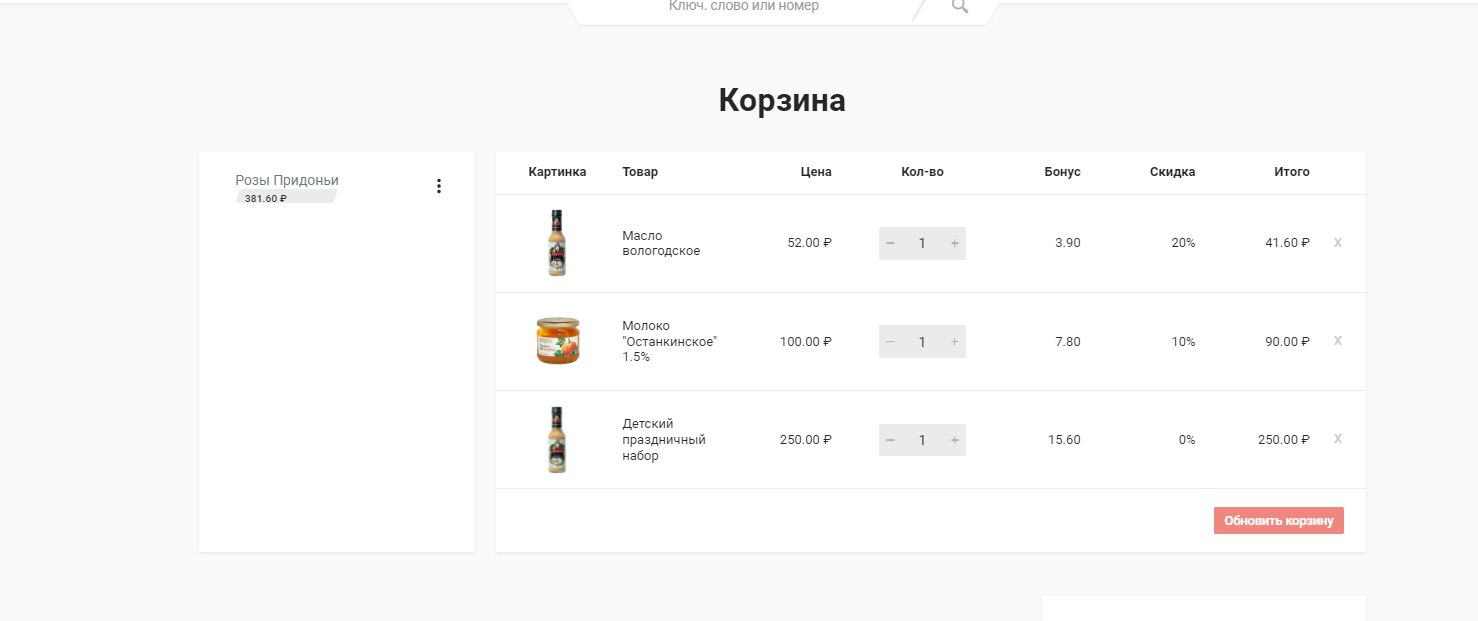 Ключ. слово или номер
Корзина
Розы Придоньи
381.60 ₽
Картинка Товар Цена Кол-во Бонус Скидка Итого
Масло
вологодское
52.00 ₽ − 1 + 3.90 20% 41.60 ₽ X
Молоко
"Останкинское"
1.5%
100.00 ₽ − 1 + 7.80 10% 90.00 ₽ X
Детский
праздничный
набор
250.00 ₽ − 1 + 15.60 0% 250.00 ₽ X
Обновить корзину